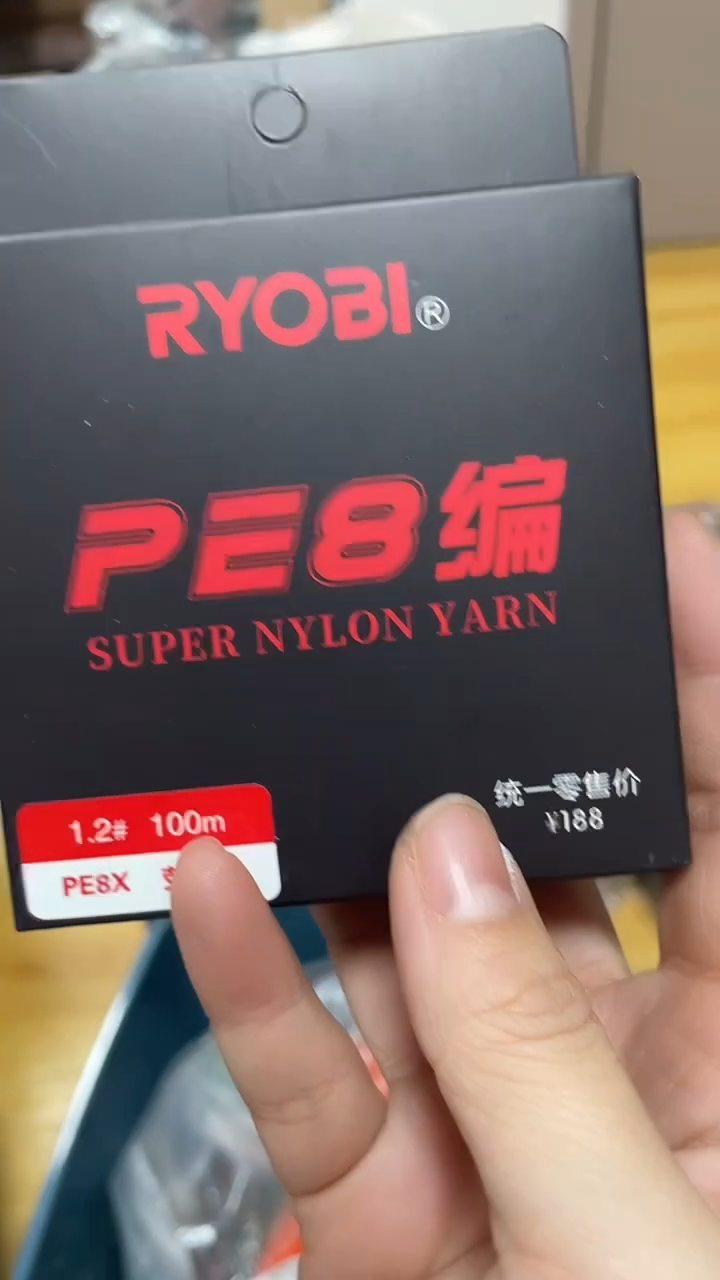 RYOBI®
PE8编
SUPER NYLON YARN
统一零售价
¥188
1.2# 100m
PE8X